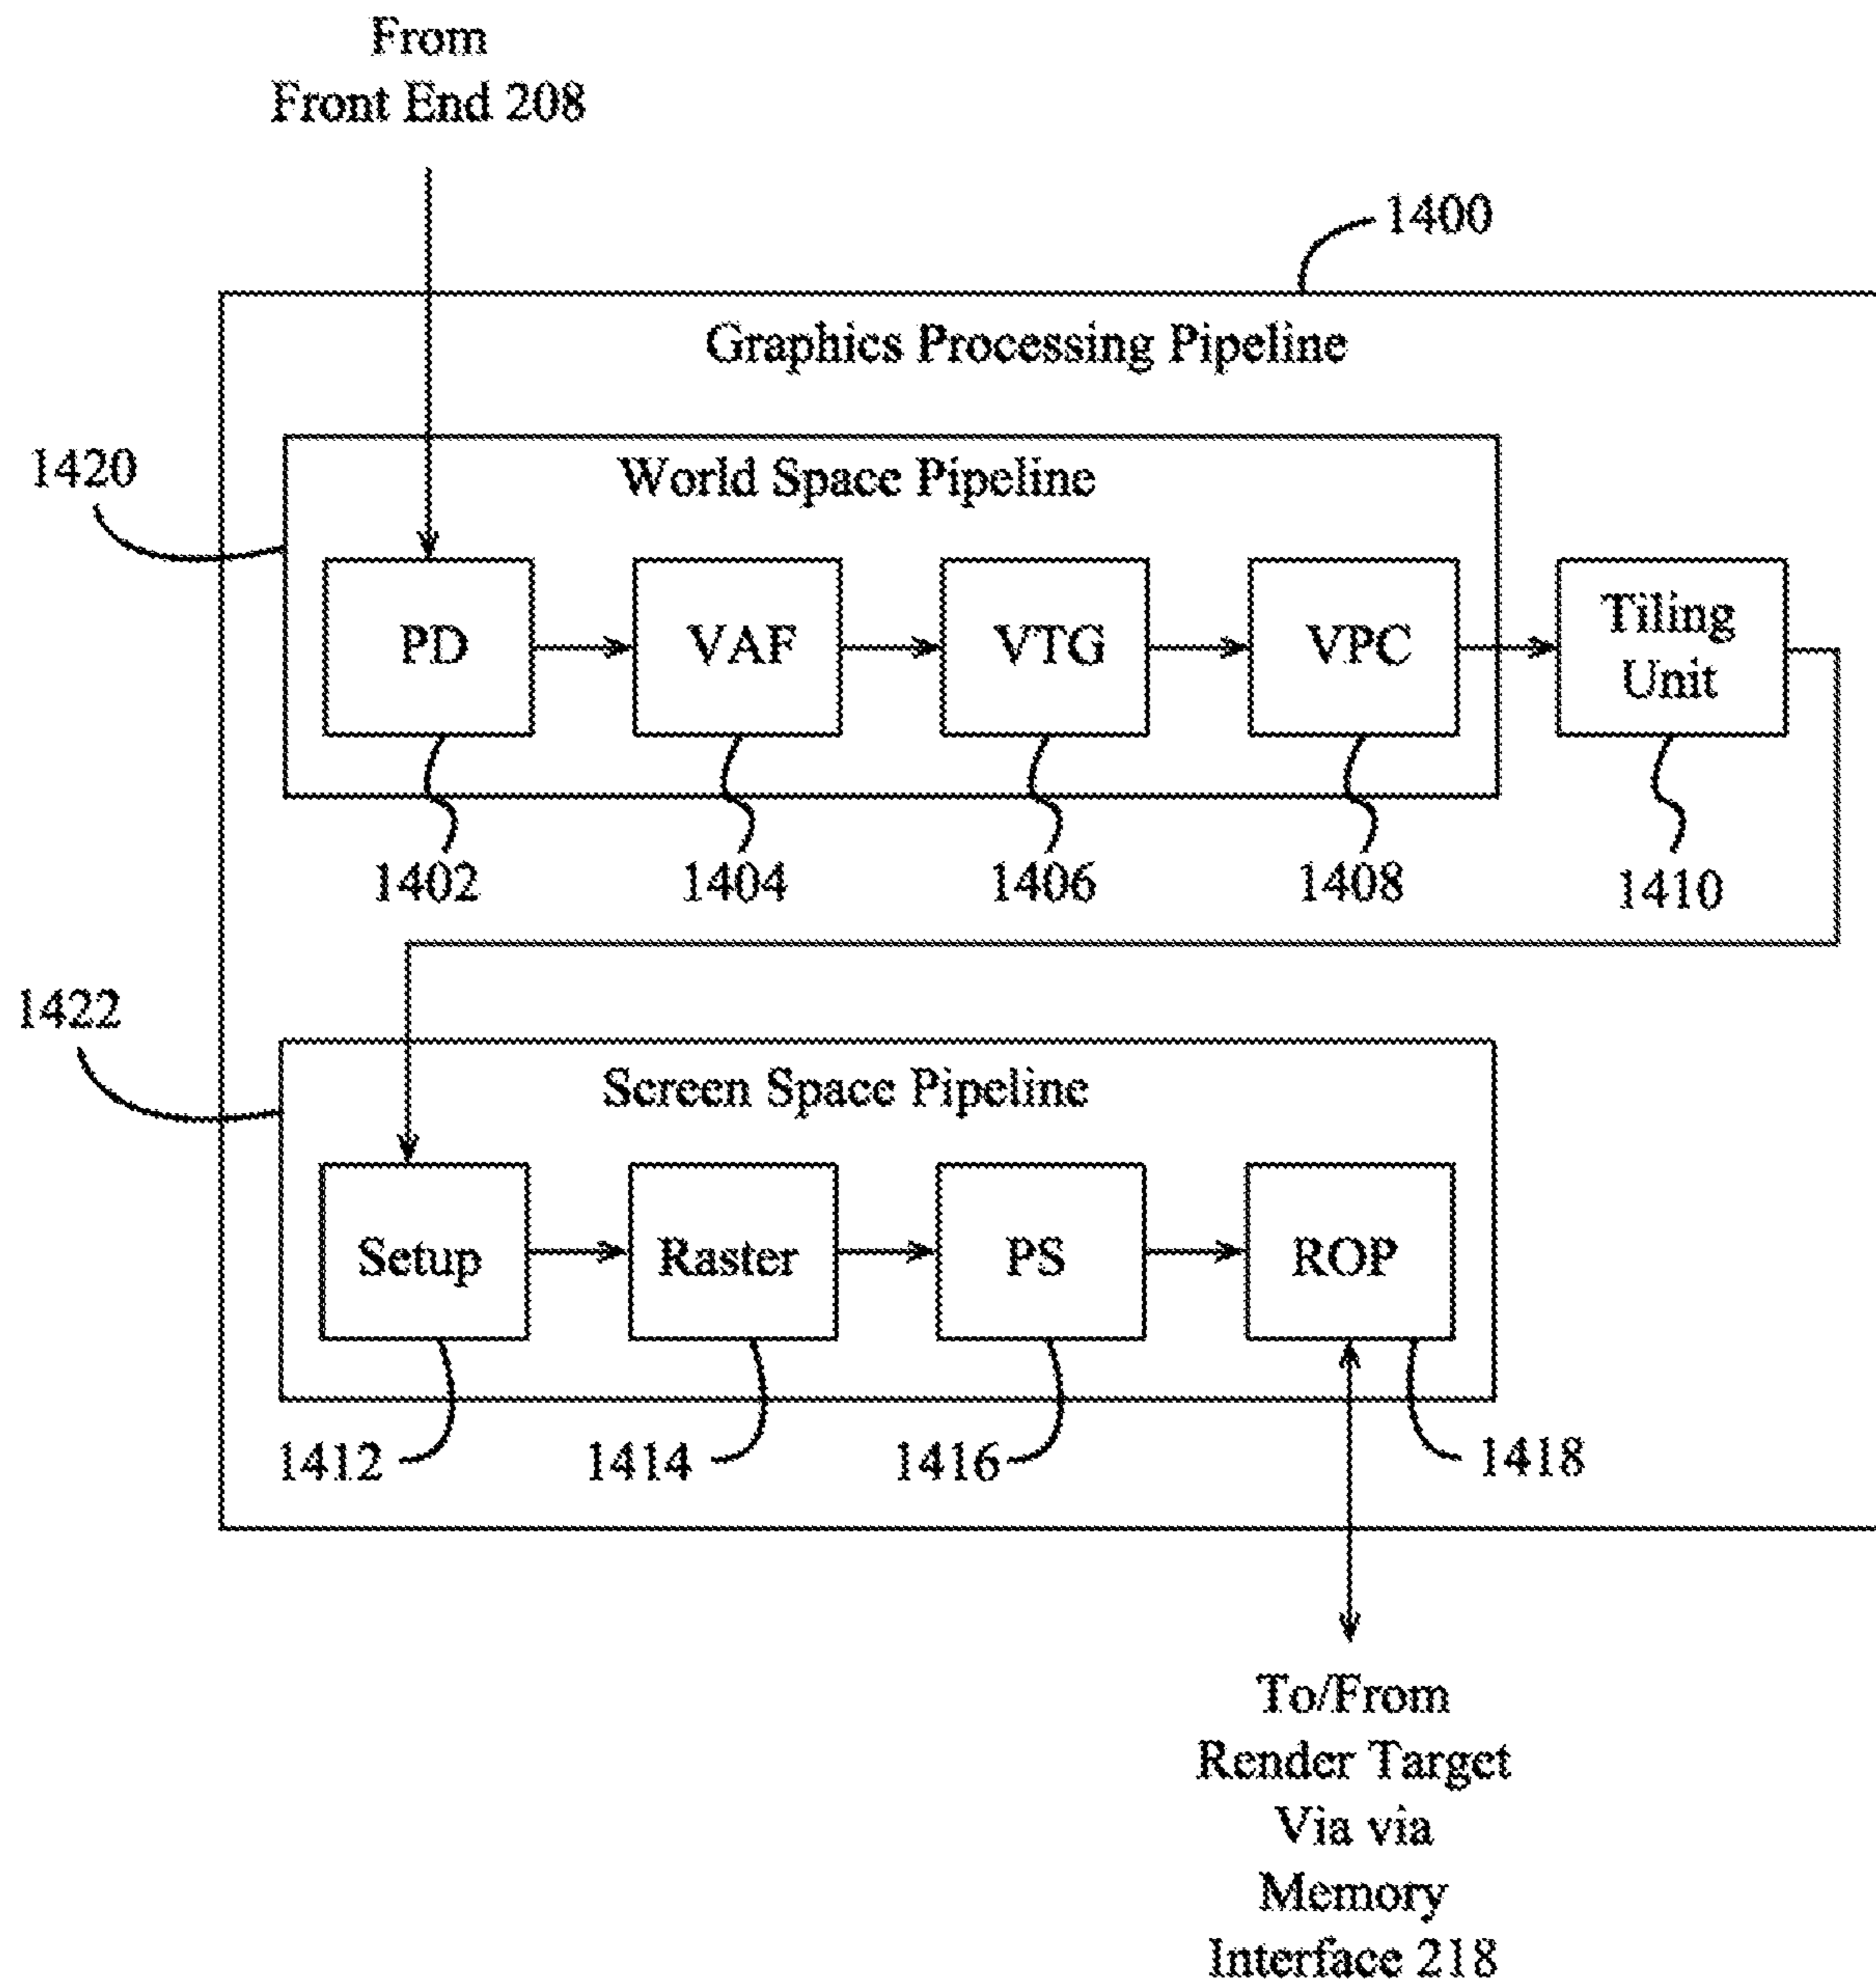 From
Front End 208
1400
Graphics Processing Pipeline
1420
World Space Pipeline
PD
VAF
VTG
VPC
Tiling
Unit
1402
1404
1406
1408
1410
1422
Screen Space Pipeline
Setup
Raster
PS
ROP
1412
1414
1416
1418
To/From
Render Target
Via via
Memory
Interface 218